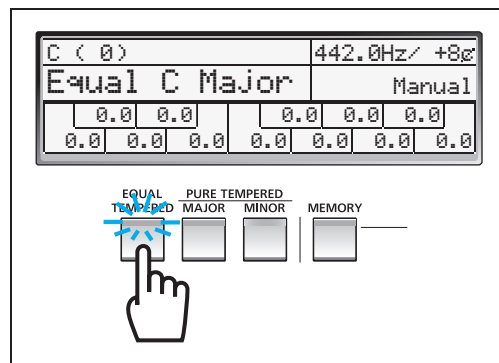 C ( 0) 442.0Hz/ +8¢
Equal C Major Manual
0.0 0.0 0.0 0.0 0.0
0.0 0.0 0.0 0.0 0.0 0.0 0.0
EQUAL TEMPERED PURE TEMPERED
MAJOR MINOR MEMORY